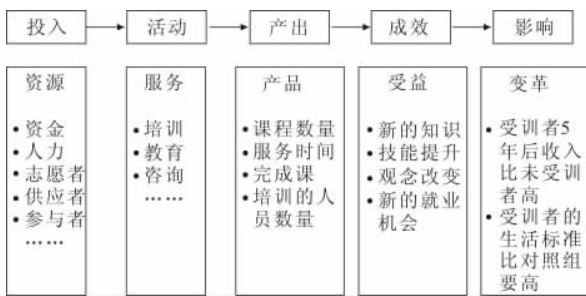 投入
活动
产出
成效
影响
资源
• 资金
• 人力
• 志愿者
• 供应者
• 参与者
……
服务
• 培训
• 教育
• 咨询
……
产品
• 课程数量
• 服务时间
• 完成课
• 培训的人
员数量
受益
• 新的知识
• 技能提升
• 观念改变
• 新的就业
机会
变革
• 受训者5
年后收入
比未受训
者高
• 受训者的
生活标准
比对照组
要高